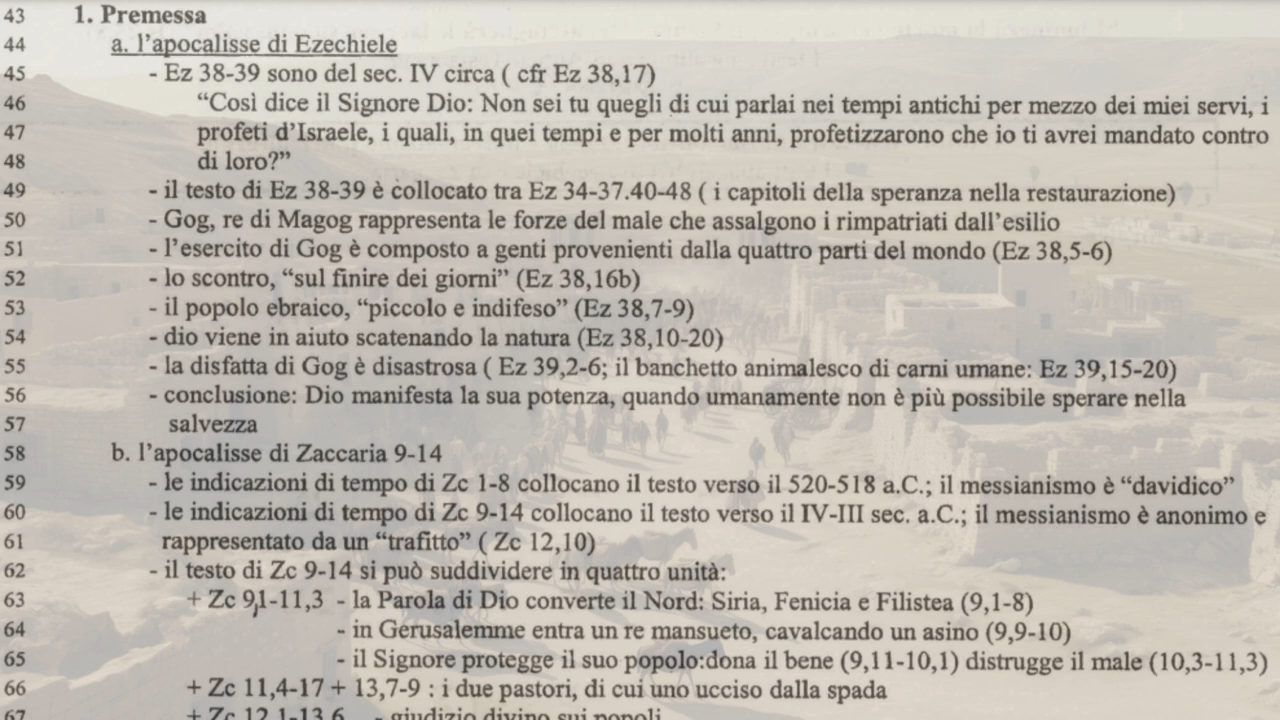 43 1. Premessa
44 a. l’apocalisse di Ezechiele
45 - Ez 38-39 sono del sec. IV circa ( cfr Ez 38,17)
46 “Così dice il Signore Dio: Non sei tu quegli di cui parlai nei tempi antichi per mezzo dei miei servi, i
47 profeti d’Israele, i quali, in quei tempi e per molti anni, profetizzarono che io ti avrei mandato contro
48 di loro?”
49 - il testo di Ez 38-39 è collocato tra Ez 34-37.40-48 ( i capitoli della speranza nella restaurazione)
50 - Gog, re di Magog rappresenta le forze del male che assalgono i rimpatriati dall’esilio
51 - l’esercito di Gog è composto a genti provenienti dalla quattro parti del mondo (Ez 38,5-6)
52 - lo scontro, “sul finire dei giorni” (Ez 38,16b)
53 - il popolo ebraico, “piccolo e indifeso” (Ez 38,7-9)
54 - dio viene in aiuto scatenando la natura (Ez 38,10-20)
55 - la disfatta di Gog è disastrosa ( Ez 39,2-6; il banchetto animalesco di carni umane: Ez 39,15-20)
56 - conclusione: Dio manifesta la sua potenza, quando umanamente non è più possibile sperare nella
57 salvezza
58 b. l’apocalisse di Zaccaria 9-14
59 - le indicazioni di tempo di Zc 1-8 collocano il testo verso il 520-518 a.C.; il messianismo è “davidico”
60 - le indicazioni di tempo di Zc 9-14 collocano il testo verso il IV-III sec. a.C.; il messianismo è anonimo e
61 rappresentato da un “trafitto” ( Zc 12,10)
62 - il testo di Zc 9-14 si può suddividere in quattro unità:
63 + Zc 9,1-11,3 - la Parola di Dio converte il Nord: Siria, Fenicia e Filistea (9,1-8)
64 - in Gerusalemme entra un re mansueto, cavalcando un asino (9,9-10)
65 - il Signore protegge il suo popolo:dona il bene (9,11-10,1) distrugge il male (10,3-11,3)
66 + Zc 11,4-17 + 13,7-9 : i due pastori, di cui uno ucciso dalla spada
67 + Zc 12,1-13,6 - giudizio divino sui popoli